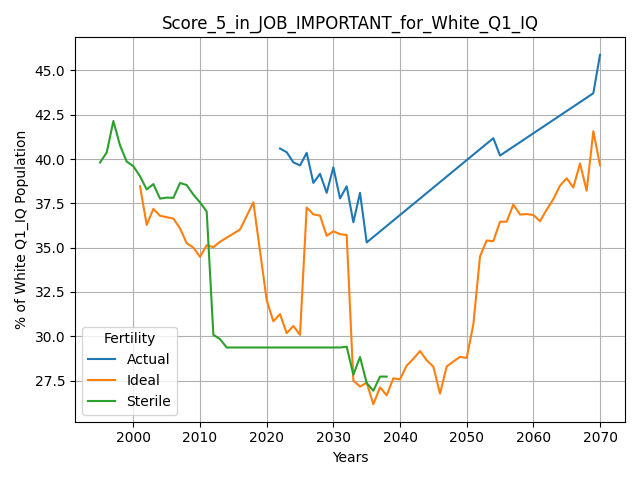 Score_5_in_JOB_IMPORTANT_for_White_Q1_IQ
% of White Q1_IQ Population
45.0
42.5
40.0
37.5
35.0
32.5
30.0
27.5
Fertility
Actual
Ideal
Sterile
2000 2010 2020 2030 2040 2050 2060 2070
Years